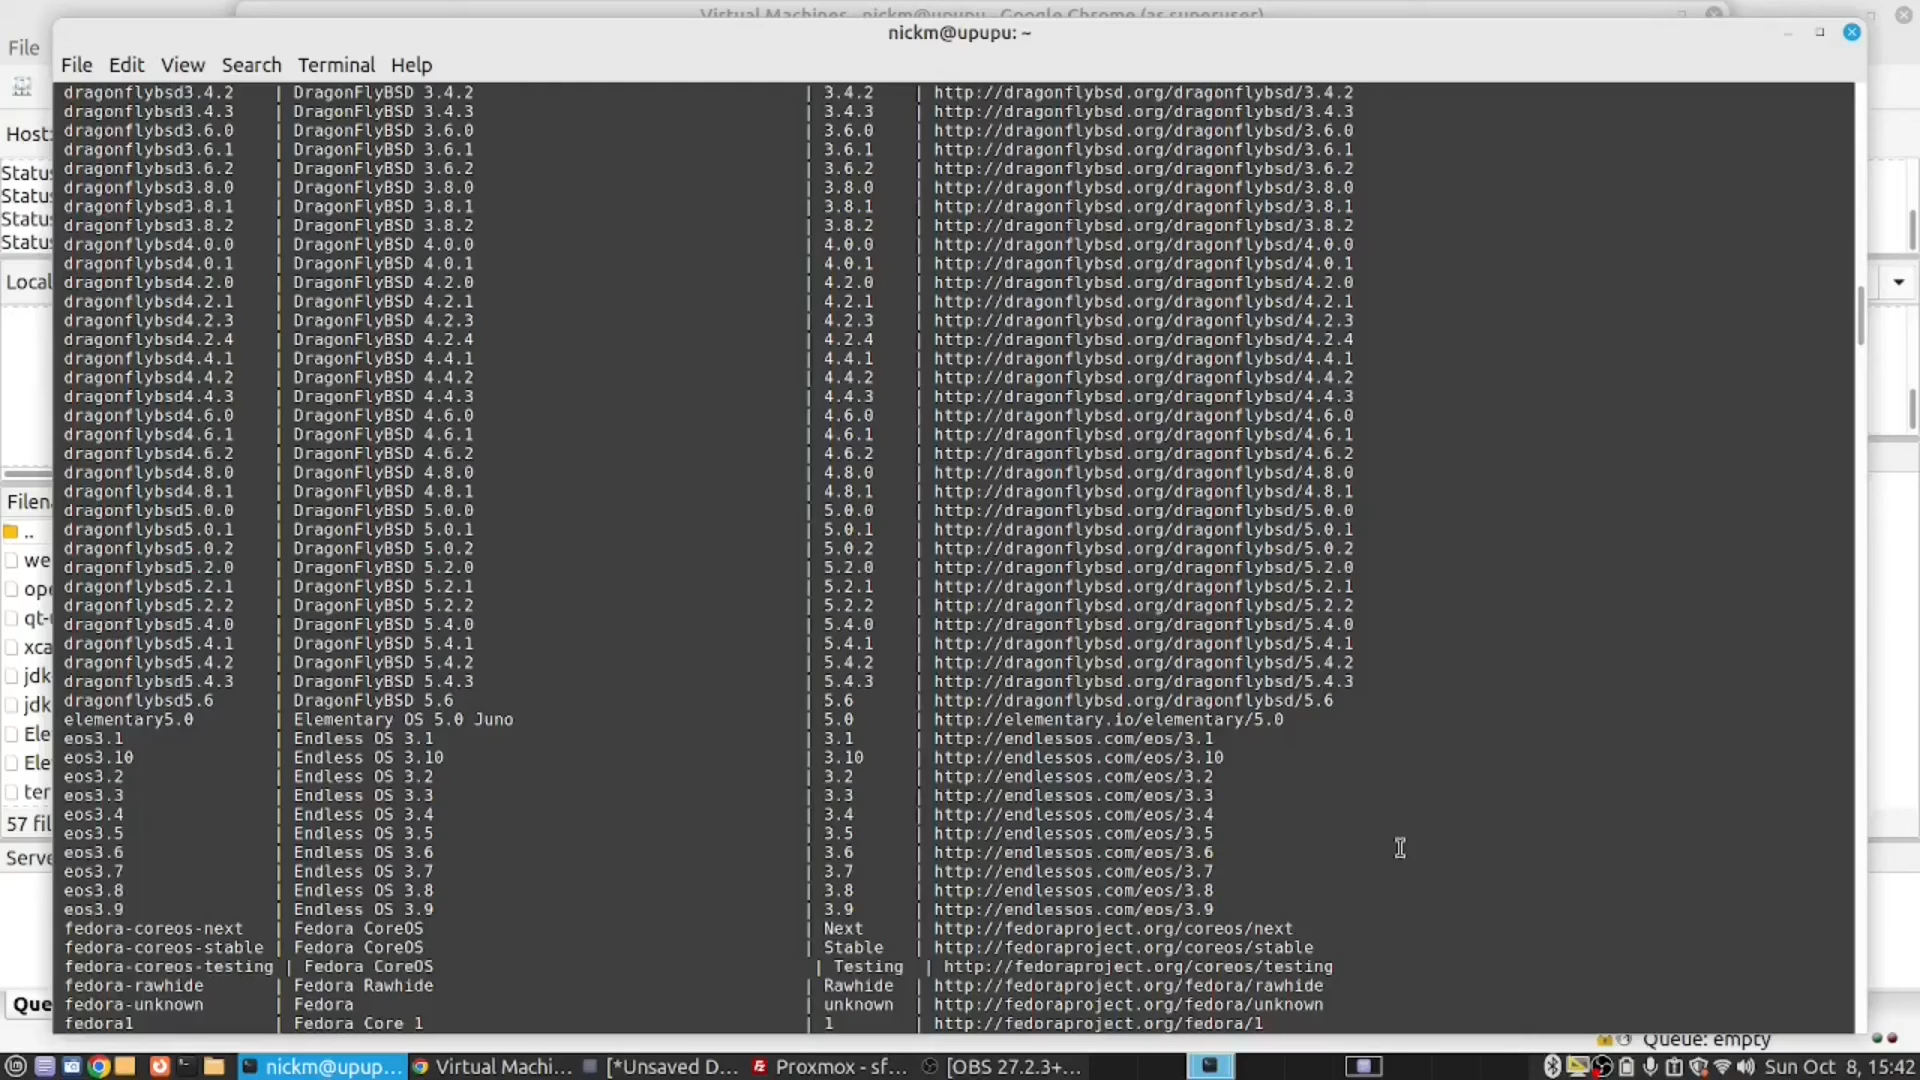 Virtual Machines - nickm@upupu - Google Chrome (as superuser)
nickm@upupu: ~
File
File Edit View Search Terminal Help
Host:
Statu
Statu
Statu
Statu
Local
Filen
..
we
ope
qt-
xca
jdk
jdk
Ele
Ele
ter
57 fil
Serve
Que
dragonflybsd3.4.2 | DragonFlyBSD 3.4.2 | 3.4.2 | http://dragonflybsd.org/dragonflybsd/3.4.2
dragonflybsd3.4.3 | DragonFlyBSD 3.4.3 | 3.4.3 | http://dragonflybsd.org/dragonflybsd/3.4.3
dragonflybsd3.6.0 | DragonFlyBSD 3.6.0 | 3.6.0 | http://dragonflybsd.org/dragonflybsd/3.6.0
dragonflybsd3.6.1 | DragonFlyBSD 3.6.1 | 3.6.1 | http://dragonflybsd.org/dragonflybsd/3.6.1
dragonflybsd3.6.2 | DragonFlyBSD 3.6.2 | 3.6.2 | http://dragonflybsd.org/dragonflybsd/3.6.2
dragonflybsd3.8.0 | DragonFlyBSD 3.8.0 | 3.8.0 | http://dragonflybsd.org/dragonflybsd/3.8.0
dragonflybsd3.8.1 | DragonFlyBSD 3.8.1 | 3.8.1 | http://dragonflybsd.org/dragonflybsd/3.8.1
dragonflybsd3.8.2 | DragonFlyBSD 3.8.2 | 3.8.2 | http://dragonflybsd.org/dragonflybsd/3.8.2
dragonflybsd4.0.0 | DragonFlyBSD 4.0.0 | 4.0.0 | http://dragonflybsd.org/dragonflybsd/4.0.0
dragonflybsd4.0.1 | DragonFlyBSD 4.0.1 | 4.0.1 | http://dragonflybsd.org/dragonflybsd/4.0.1
dragonflybsd4.2.0 | DragonFlyBSD 4.2.0 | 4.2.0 | http://dragonflybsd.org/dragonflybsd/4.2.0
dragonflybsd4.2.1 | DragonFlyBSD 4.2.1 | 4.2.1 | http://dragonflybsd.org/dragonflybsd/4.2.1
dragonflybsd4.2.3 | DragonFlyBSD 4.2.3 | 4.2.3 | http://dragonflybsd.org/dragonflybsd/4.2.3
dragonflybsd4.2.4 | DragonFlyBSD 4.2.4 | 4.2.4 | http://dragonflybsd.org/dragonflybsd/4.2.4
dragonflybsd4.4.1 | DragonFlyBSD 4.4.1 | 4.4.1 | http://dragonflybsd.org/dragonflybsd/4.4.1
dragonflybsd4.4.2 | DragonFlyBSD 4.4.2 | 4.4.2 | http://dragonflybsd.org/dragonflybsd/4.4.2
dragonflybsd4.4.3 | DragonFlyBSD 4.4.3 | 4.4.3 | http://dragonflybsd.org/dragonflybsd/4.4.3
dragonflybsd4.6.0 | DragonFlyBSD 4.6.0 | 4.6.0 | http://dragonflybsd.org/dragonflybsd/4.6.0
dragonflybsd4.6.1 | DragonFlyBSD 4.6.1 | 4.6.1 | http://dragonflybsd.org/dragonflybsd/4.6.1
dragonflybsd4.6.2 | DragonFlyBSD 4.6.2 | 4.6.2 | http://dragonflybsd.org/dragonflybsd/4.6.2
dragonflybsd4.8.0 | DragonFlyBSD 4.8.0 | 4.8.0 | http://dragonflybsd.org/dragonflybsd/4.8.0
dragonflybsd4.8.1 | DragonFlyBSD 4.8.1 | 4.8.1 | http://dragonflybsd.org/dragonflybsd/4.8.1
dragonflybsd5.0.0 | DragonFlyBSD 5.0.0 | 5.0.0 | http://dragonflybsd.org/dragonflybsd/5.0.0
dragonflybsd5.0.1 | DragonFlyBSD 5.0.1 | 5.0.1 | http://dragonflybsd.org/dragonflybsd/5.0.1
dragonflybsd5.0.2 | DragonFlyBSD 5.0.2 | 5.0.2 | http://dragonflybsd.org/dragonflybsd/5.0.2
dragonflybsd5.2.0 | DragonFlyBSD 5.2.0 | 5.2.0 | http://dragonflybsd.org/dragonflybsd/5.2.0
dragonflybsd5.2.1 | DragonFlyBSD 5.2.1 | 5.2.1 | http://dragonflybsd.org/dragonflybsd/5.2.1
dragonflybsd5.2.2 | DragonFlyBSD 5.2.2 | 5.2.2 | http://dragonflybsd.org/dragonflybsd/5.2.2
dragonflybsd5.4.0 | DragonFlyBSD 5.4.0 | 5.4.0 | http://dragonflybsd.org/dragonflybsd/5.4.0
dragonflybsd5.4.1 | DragonFlyBSD 5.4.1 | 5.4.1 | http://dragonflybsd.org/dragonflybsd/5.4.1
dragonflybsd5.4.2 | DragonFlyBSD 5.4.2 | 5.4.2 | http://dragonflybsd.org/dragonflybsd/5.4.2
dragonflybsd5.4.3 | DragonFlyBSD 5.4.3 | 5.4.3 | http://dragonflybsd.org/dragonflybsd/5.4.3
dragonflybsd5.6 | DragonFlyBSD 5.6 | 5.6 | http://dragonflybsd.org/dragonflybsd/5.6
elementary5.0 | Elementary OS 5.0 Juno | 5.0 | http://elementary.io/elementary/5.0
eos3.1 | Endless OS 3.1 | 3.1 | http://endlessos.com/eos/3.1
eos3.10 | Endless OS 3.10 | 3.10 | http://endlessos.com/eos/3.10
eos3.2 | Endless OS 3.2 | 3.2 | http://endlessos.com/eos/3.2
eos3.3 | Endless OS 3.3 | 3.3 | http://endlessos.com/eos/3.3
eos3.4 | Endless OS 3.4 | 3.4 | http://endlessos.com/eos/3.4
eos3.5 | Endless OS 3.5 | 3.5 | http://endlessos.com/eos/3.5
eos3.6 | Endless OS 3.6 | 3.6 | http://endlessos.com/eos/3.6
eos3.7 | Endless OS 3.7 | 3.7 | http://endlessos.com/eos/3.7
eos3.8 | Endless OS 3.8 | 3.8 | http://endlessos.com/eos/3.8
eos3.9 | Endless OS 3.9 | 3.9 | http://endlessos.com/eos/3.9
fedora-coreos-next | Fedora CoreOS | Next | http://fedoraproject.org/coreos/next
fedora-coreos-stable | Fedora CoreOS | Stable | http://fedoraproject.org/coreos/stable
fedora-coreos-testing | Fedora CoreOS | Testing | http://fedoraproject.org/coreos/testing
fedora-rawhide | Fedora Rawhide | Rawhide | http://fedoraproject.org/fedora/rawhide
fedora-unknown | Fedora | unknown | http://fedoraproject.org/fedora/unknown
fedora1 | Fedora Core 1 | 1 | http://fedoraproject.org/fedora/1
Queue: empty
nickm@upup... Virtual Machi... [*Unsaved D... Proxmox - sf... [OBS 27.2.3+... Sun Oct 8, 15:42